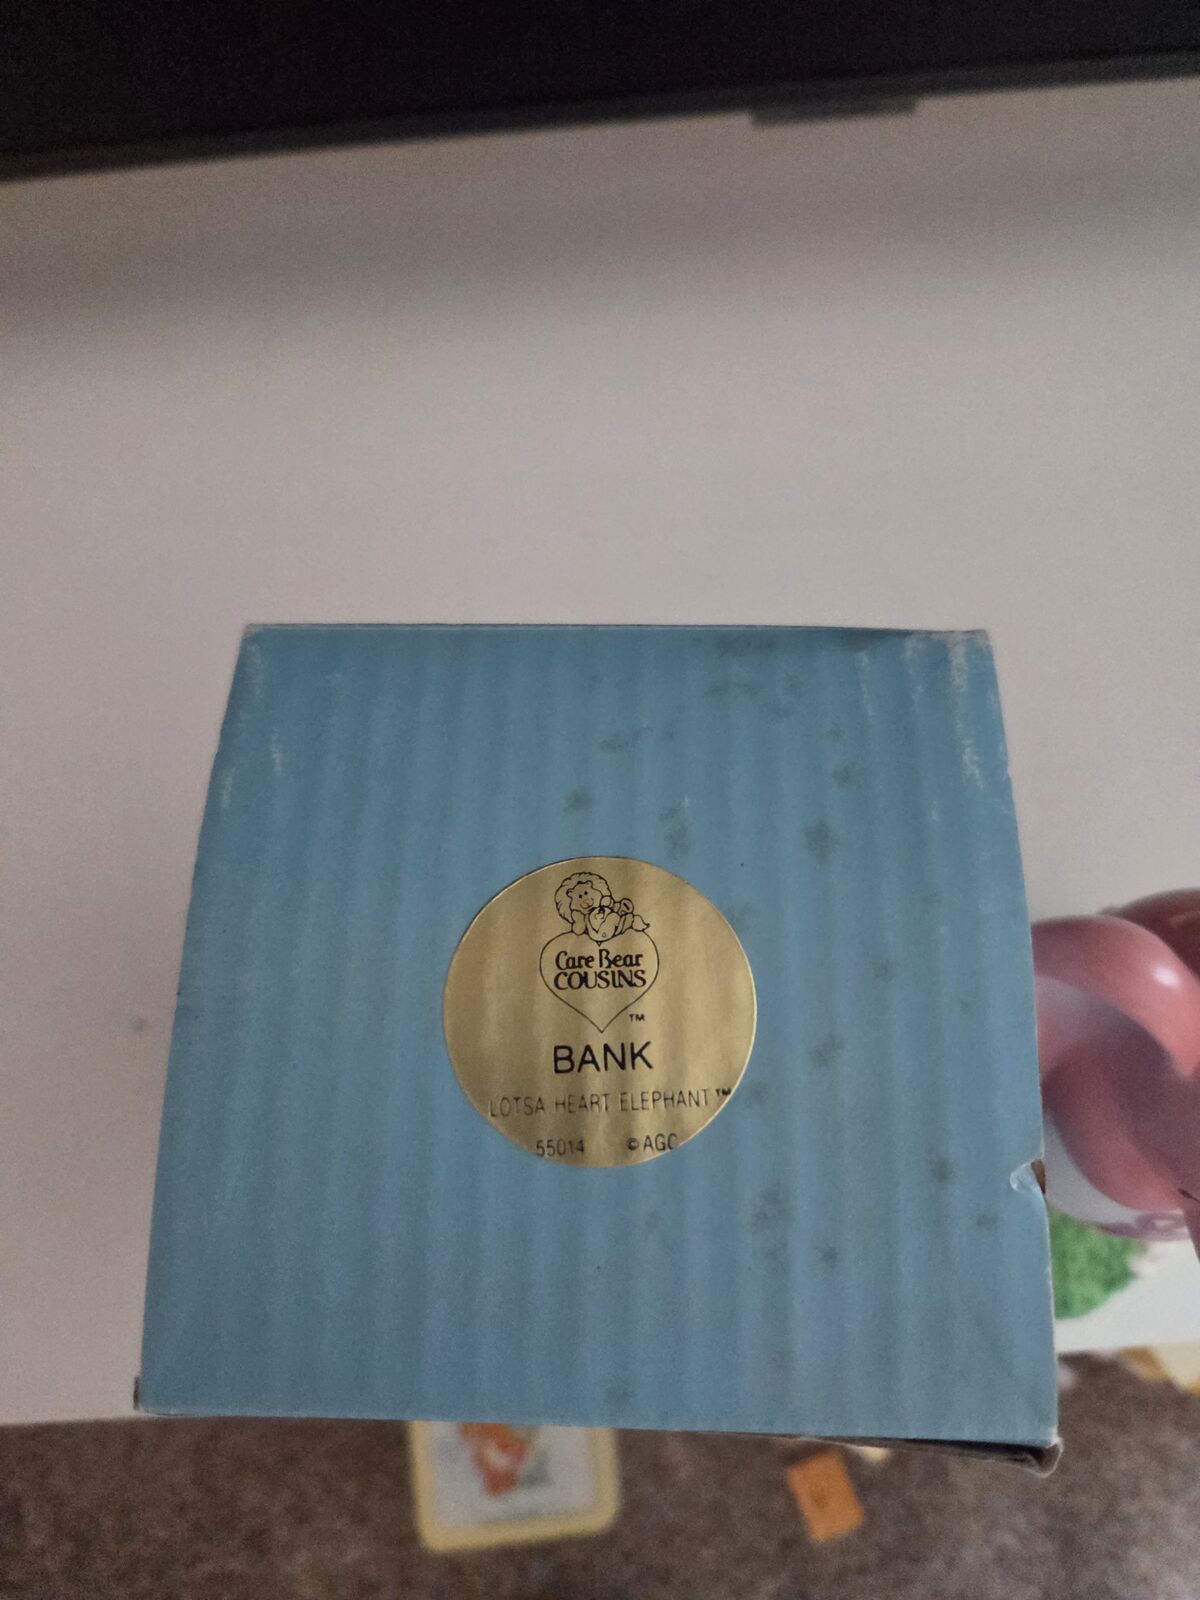 Care Bear
COUSINS
™
BANK
LOTSA HEART ELEPHANT™
55014 © AGC